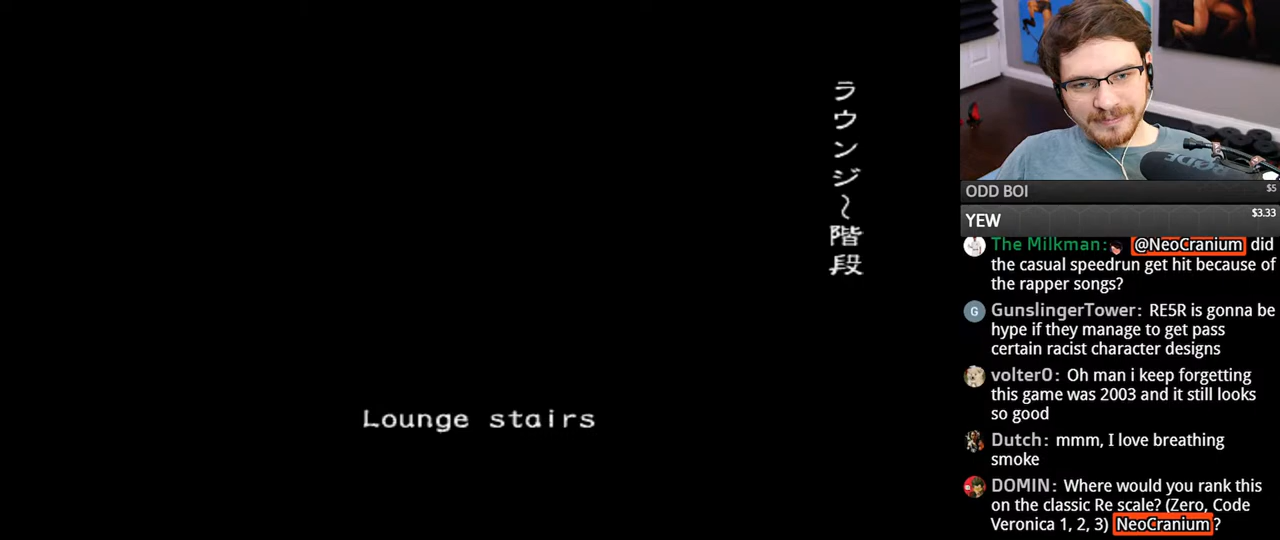 ラウンジ～階段
Lounge stairs
RODE
ODD BOI $5
YEW $3.33
The Milkman: @NeoCranium did
the casual speedrun get hit because of
the rapper songs?
G GunslingerTower: RE5R is gonna be
hype if they manage to get pass
certain racist character designs
volter0: Oh man i keep forgetting
this game was 2003 and it still looks
so good
Dutch: mmm, I love breathing
smoke
DOMIN: Where would you rank this
on the classic Re scale? (Zero, Code
Veronica 1, 2, 3) NeoCranium ?